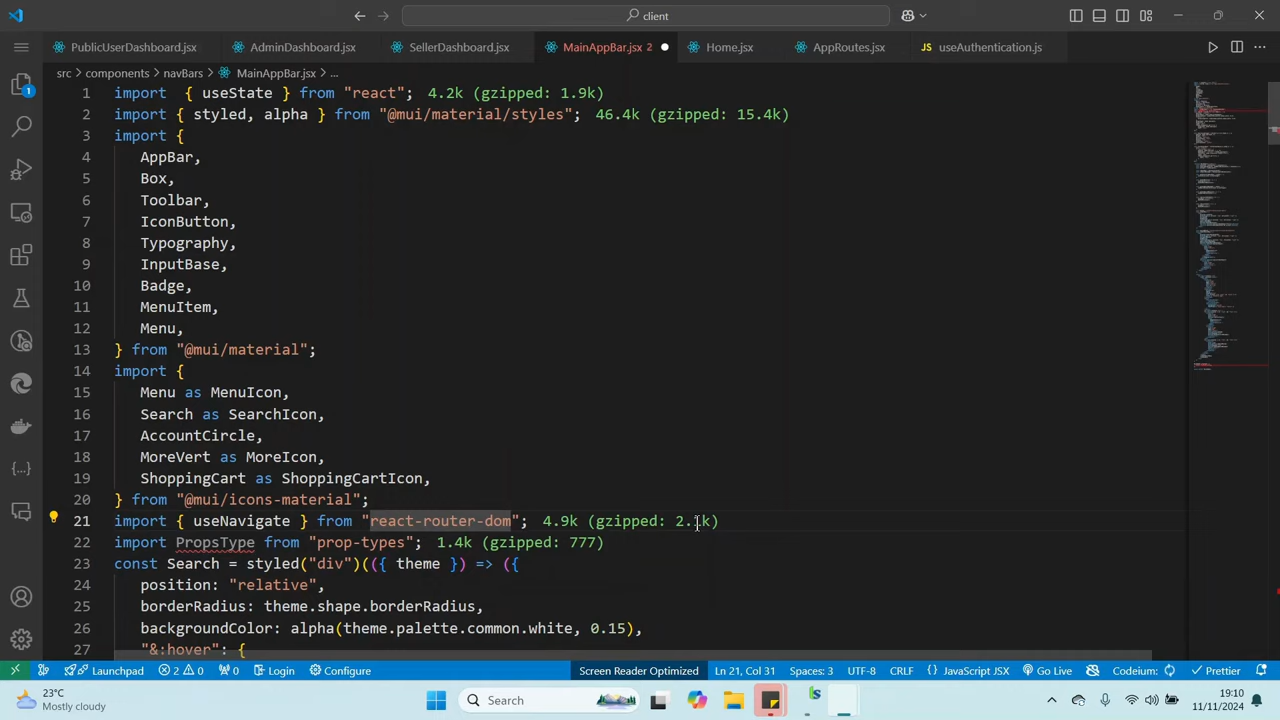 client
PublicUserDashboard.jsx
AdminDashboard.jsx
SellerDashboard.jsx
MainAppBar.jsx 2
Home.jsx
AppRoutes.jsx
JS useAuthentication.js
src > components > navBars > MainAppBar.jsx > ...
1 import { useState } from "react"; 4.2k (gzipped: 1.9k)
2 import { styled, alpha } from "@mui/material/styles"; 46.4k (gzipped: 15.4k)
3 import {
4 AppBar,
5 Box,
6 Toolbar,
7 IconButton,
8 Typography,
9 InputBase,
10 Badge,
11 MenuItem,
12 Menu,
13 } from "@mui/material";
14 import {
15 Menu as MenuIcon,
16 Search as SearchIcon,
17 AccountCircle,
18 MoreVert as MoreIcon,
19 ShoppingCart as ShoppingCartIcon,
20 } from "@mui/icons-material";
21 import { useNavigate } from "react-router-dom"; 4.9k (gzipped:
22 import PropsType from "prop-types"; 1.4k (gzipped: 777)
23 const Search = styled("div")(({ theme }) => ({
24 position: "relative",
25 borderRadius: theme.shape.borderRadius,
26 backgroundColor: alpha(theme.palette.common.white, 0.15),
27 "&:hover": {
1
Launchpad 2 0 0 Login Configure Screen Reader Optimized Ln 21, Col 31 Spaces: 3 UTF-8 CRLF {} JavaScript JSX Go Live Codeium: Prettier
23°C
Mostly cloudy
Search
19:10
11/11/2024